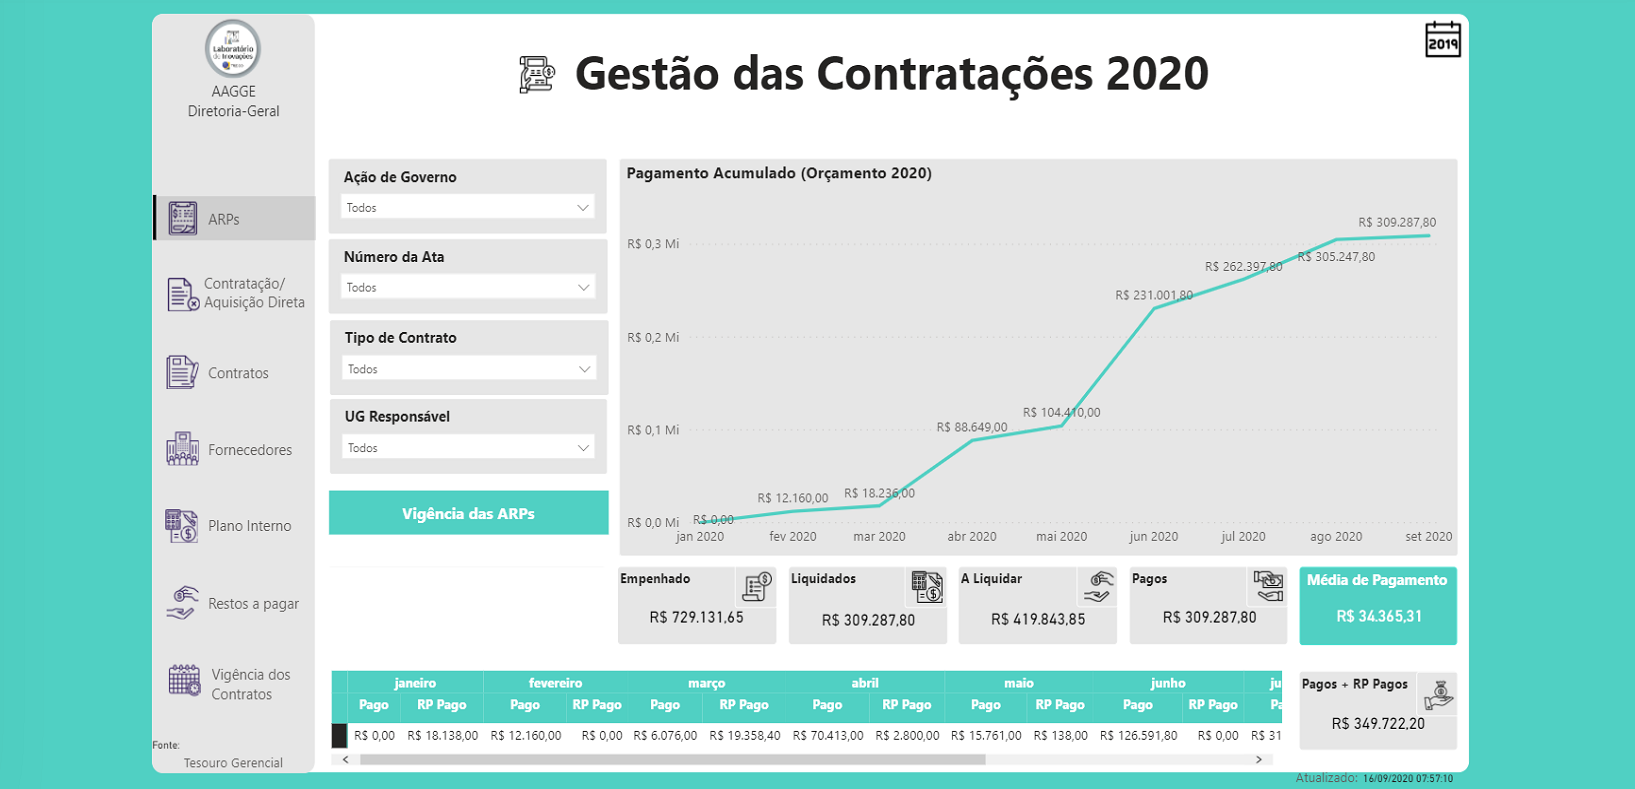 Laboratório
de Inovações
AAGGE
Diretoria-Geral
ARPs
Contratação/
Aquisição Direta
Contratos
Fornecedores
Plano Interno
Restos a pagar
Vigência dos
Contratos
Fonte:
Tesouro Gerencial
Gestão das Contratações 2020
2019
Ação de Governo
Todos
Número da Ata
Todos
Tipo de Contrato
Todos
UG Responsável
Todos
Vigência das ARPs
Pagamento Acumulado (Orçamento 2020)
R$ 0,3 Mi
R$ 0,2 Mi
R$ 0,1 Mi
R$ 0,0 Mi
R$ 0,00
R$ 12.160,00
R$ 18.236,00
R$ 88.649,00
R$ 104.410,00
R$ 231.001,80
R$ 262.397,80
R$ 305.247,80
R$ 309.287,80
jan 2020 fev 2020 mar 2020 abr 2020 mai 2020 jun 2020 jul 2020 ago 2020 set 2020
Empenhado
R$ 729.131,65
Liquidados
R$ 309.287,80
A Liquidar
R$ 419.843,85
Pagos
R$ 309.287,80
Média de Pagamento
R$ 34.365,31
janeiro fevereiro março abril maio junho ju
Pago RP Pago Pago RP Pago Pago RP Pago Pago RP Pago Pago RP Pago Pago RP Pago Pa
R$ 0,00 R$ 18.138,00 R$ 12.160,00 R$ 0,00 R$ 6.076,00 R$ 19.358,40 R$ 70.413,00 R$ 2.800,00 R$ 15.761,00 R$ 138,00 R$ 126.591,80 R$ 0,00 R$ 31
Pagos + RP Pagos
R$ 349.722,20
Atualizado: 16/09/2020 07:57:10